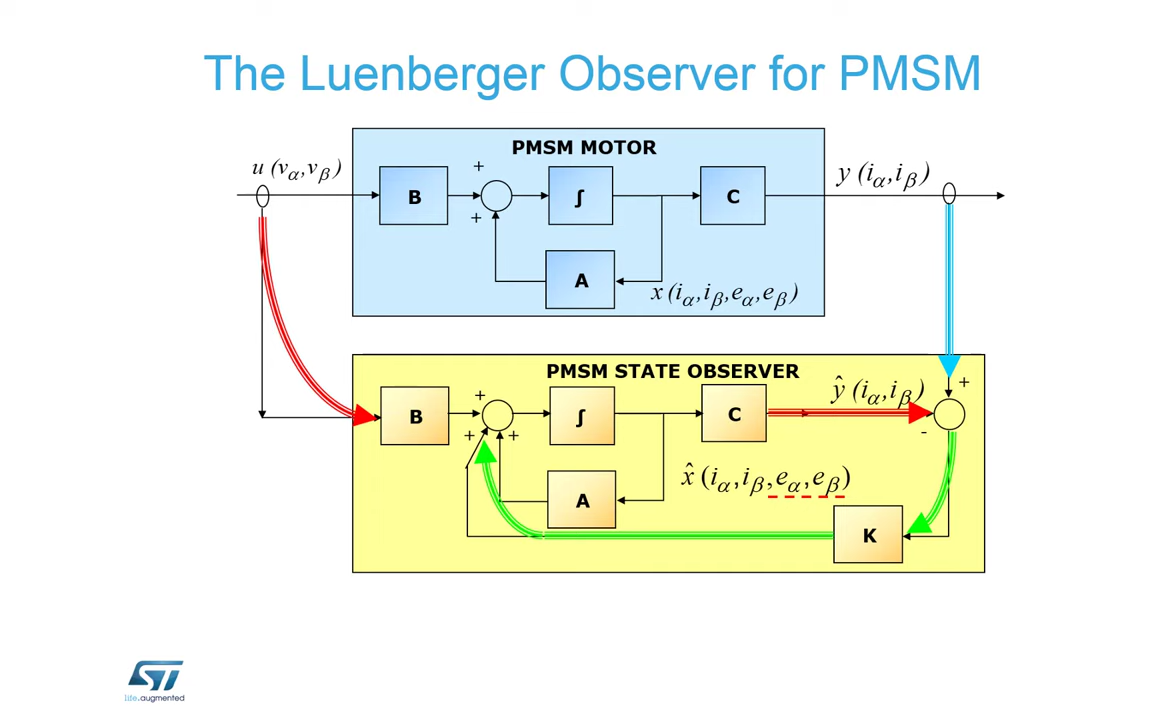 The Luenberger Observer for PMSM
PMSM MOTOR
u (vα,vβ)
+
B
+
∫
C
y (iα,iβ)
A
x (iα,iβ,eα,eβ)
PMSM STATE OBSERVER
B
+
+
+
∫
C
ŷ (iα,iβ)
+
-
A
x̂ (iα,iβ,eα,eβ)
K
ST
life.augmented